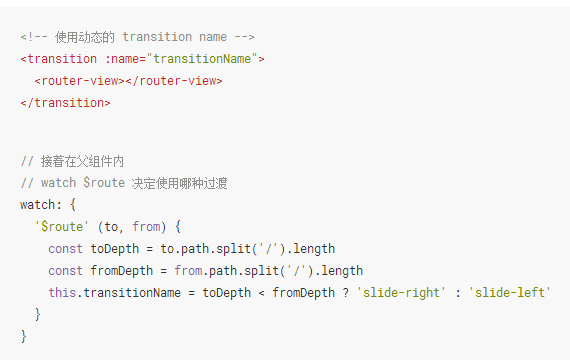 <!-- 使用动态的 transition name -->
<transition :name="transitionName">
  <router-view></router-view>
</transition>
// 接着在父组件内
// watch $route 决定使用哪种过渡
watch: {
  '$route' (to, from) {
    const toDepth = to.path.split('/').length
    const fromDepth = from.path.split('/').length
    this.transitionName = toDepth < fromDepth ? 'slide-right' : 'slide-left'
  }
}